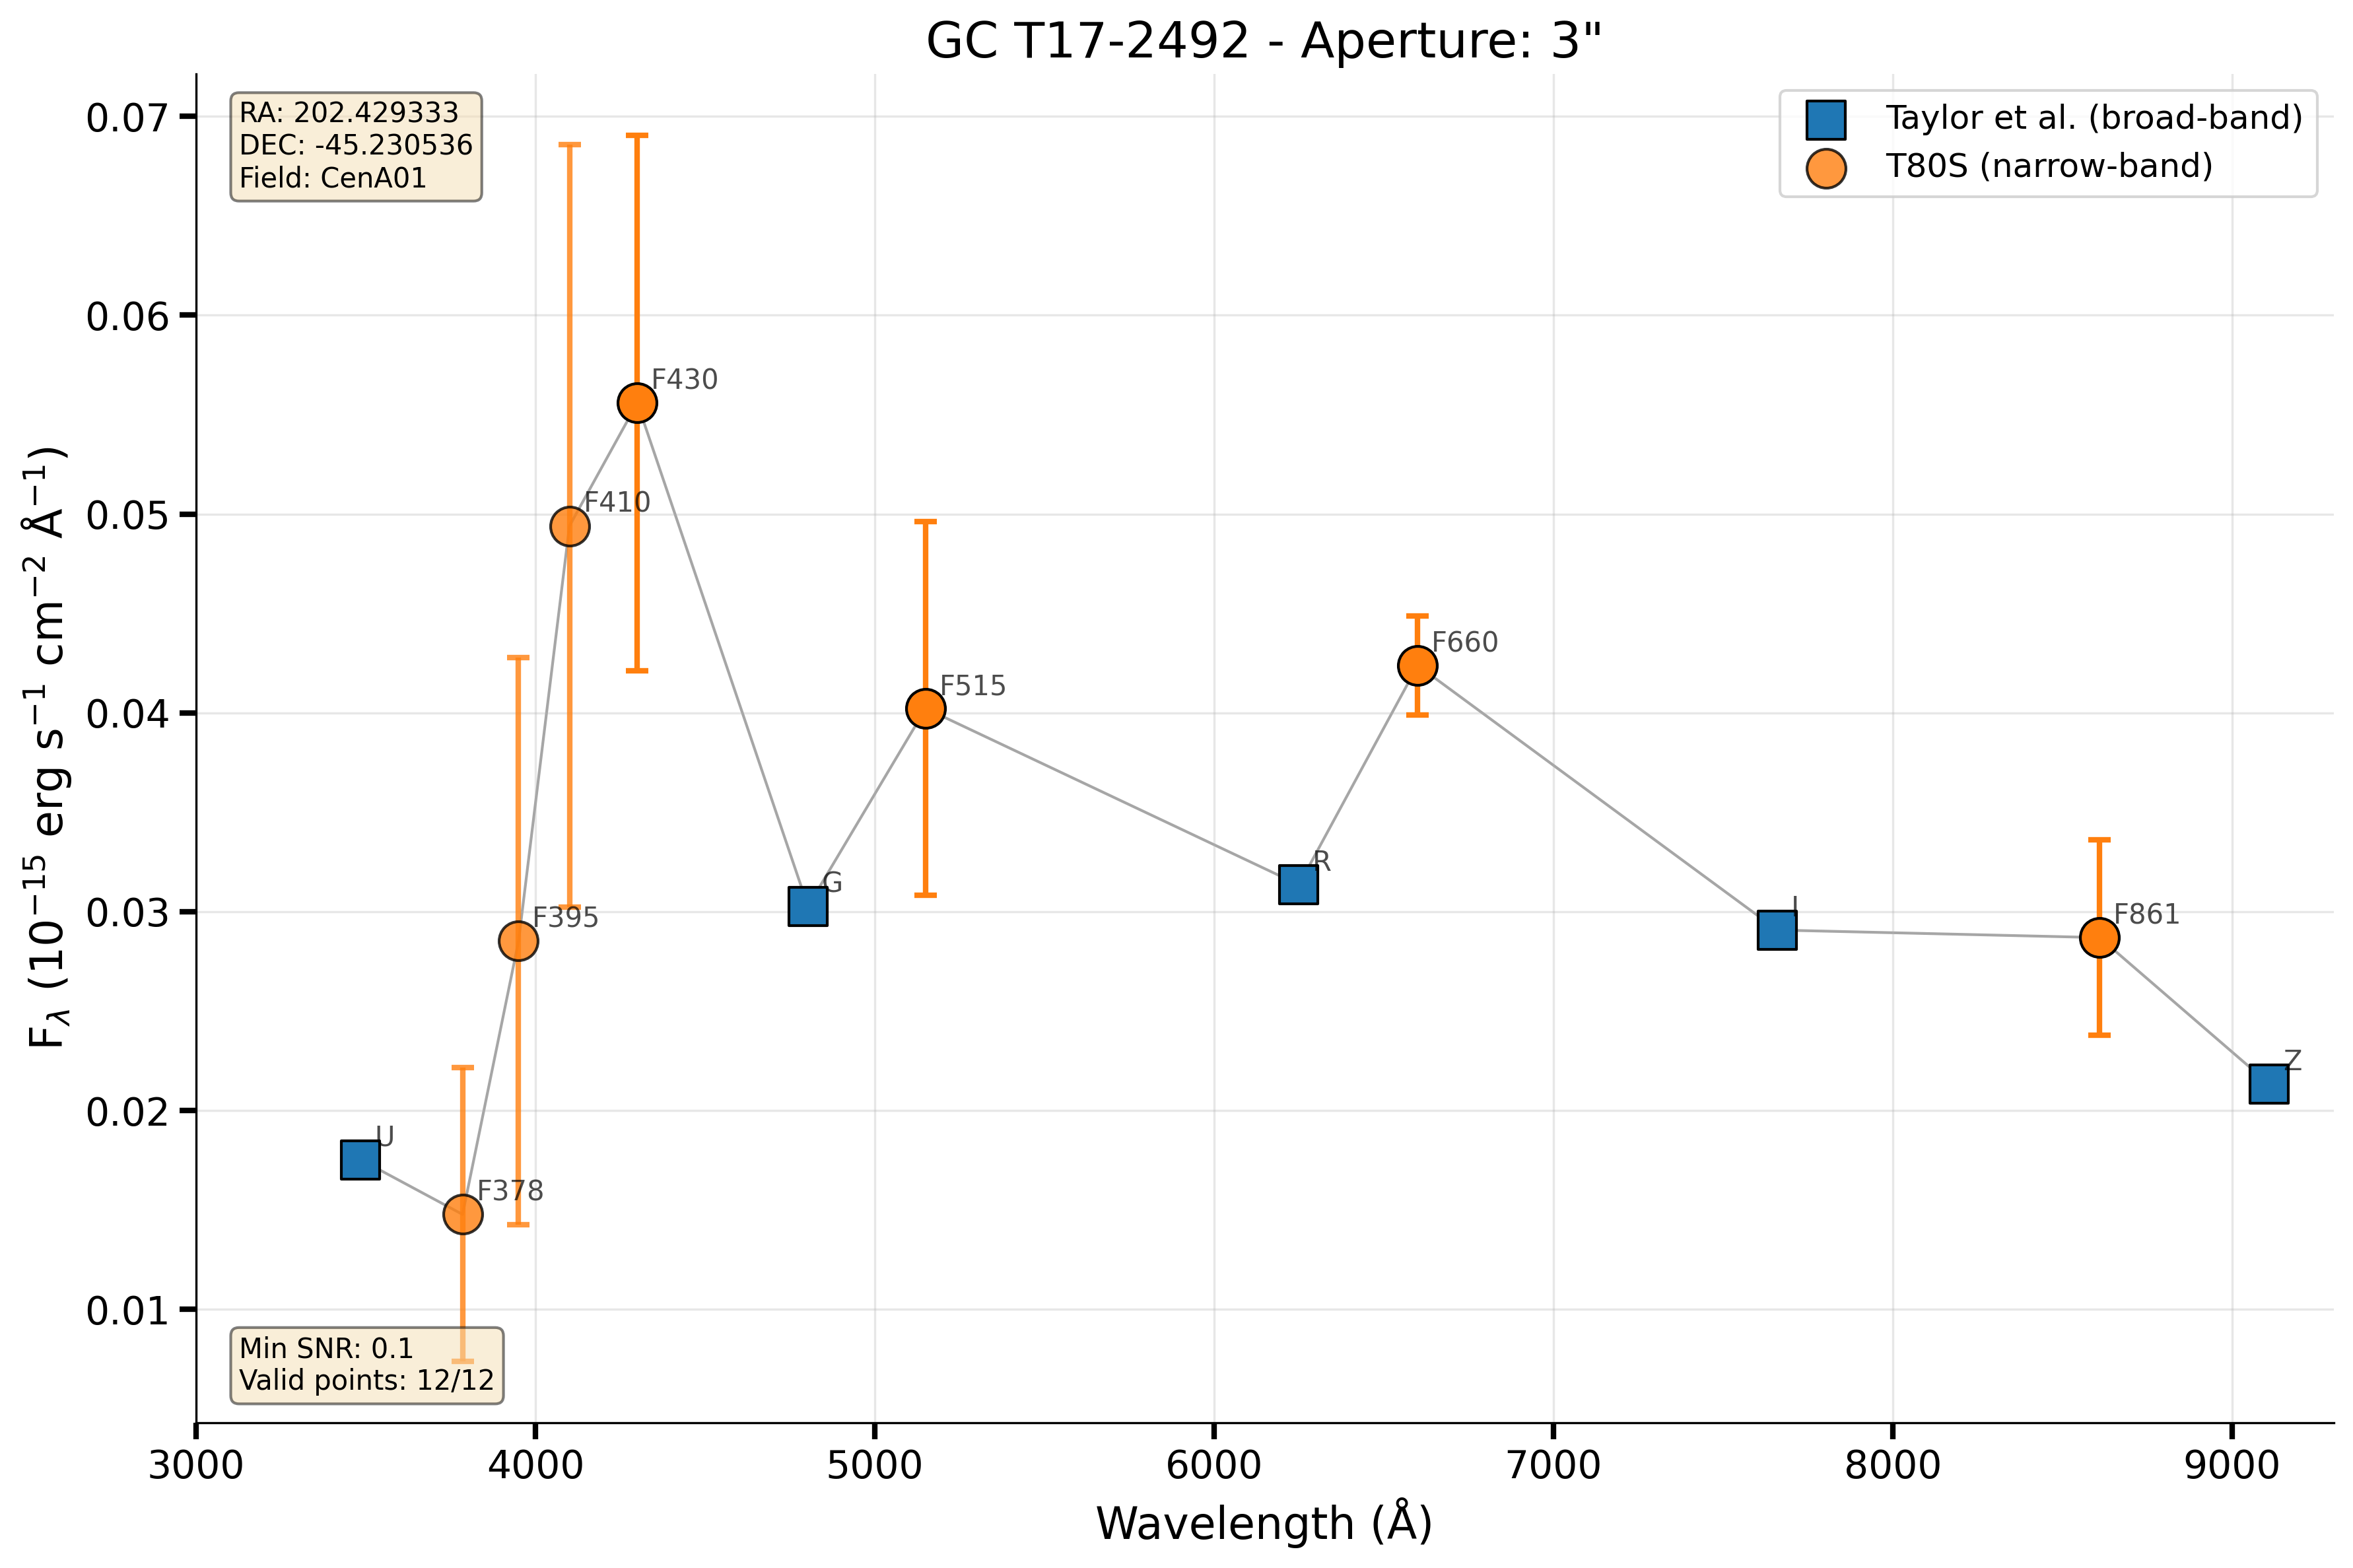 GC T17-2492 - Aperture: 3"
RA: 202.429333
DEC: -45.230536
Field: CenA01
Taylor et al. (broad-band)
T80S (narrow-band)
0.07
0.06
0.05
0.04
0.03
0.02
0.01
F430
F410
F660
F515
R
G
I
F395
F861
Z
U
F378
Min SNR: 0.1
Valid points: 12/12
3000
4000
5000
6000
7000
8000
9000
Wavelength (Å)
F_λ (10⁻¹⁵ erg s⁻¹ cm⁻² Å⁻¹)